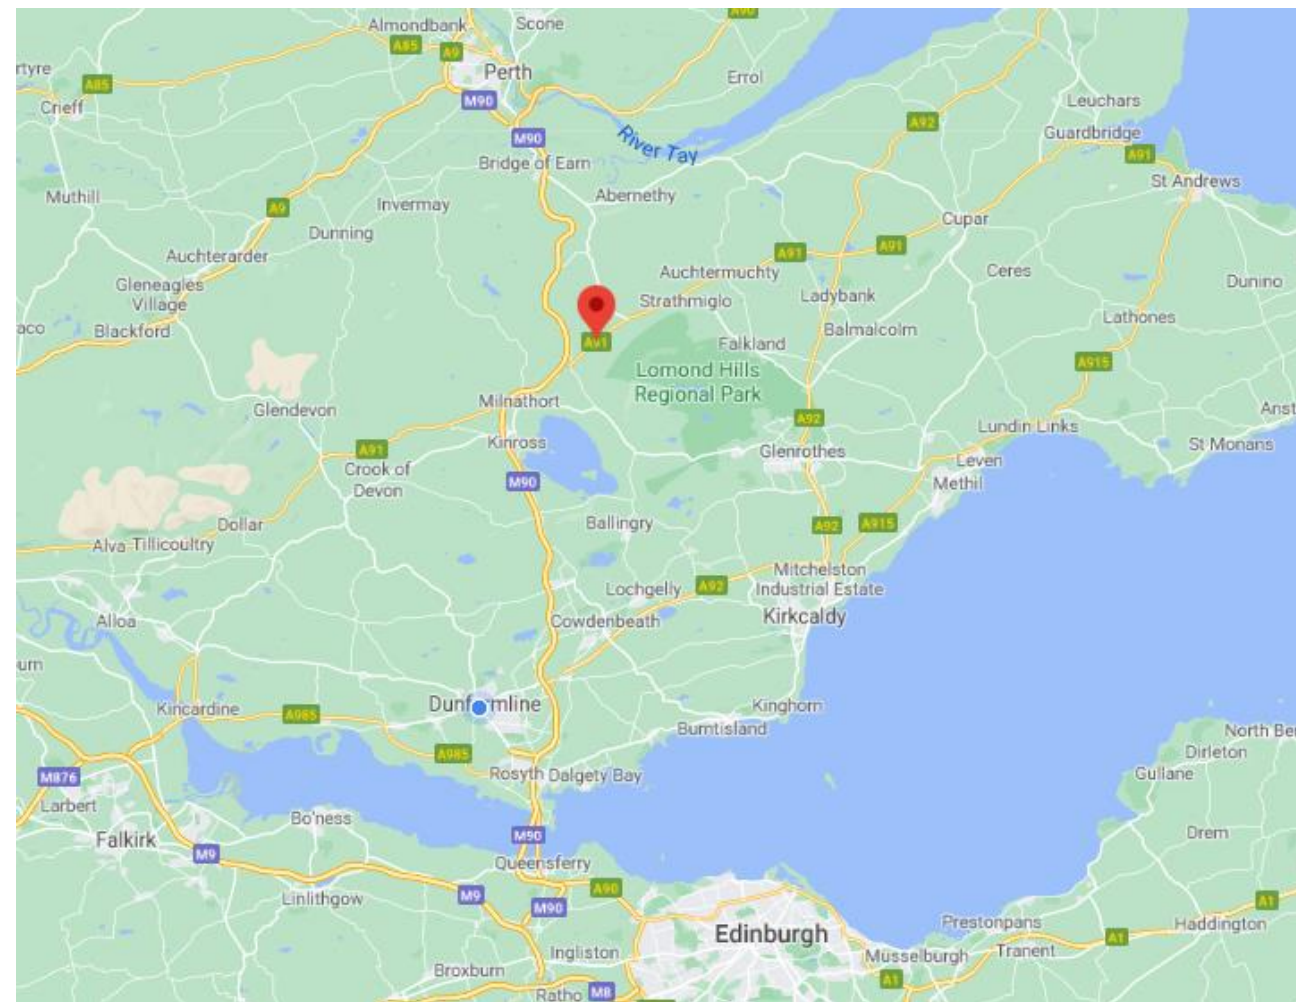 Almondbank
Scone
A90
A85
A9
rtyre
A85
Perth
Errol
Crieff
M90
Leuchars
A92
River Tay
Guardbridge
M90
Bridge of Earn
A91
St Andrews
Muthill
Abernethy
Invermay
A9
Cupar
Dunning
A91
A91
Auchterarder
Auchtermuchty
Ceres
Gleneagles
Village
Dunino
Strathmiglo
Ladybank
aco
Blackford
Lathones
Balmalcolm
A91
Falkland
A915
Lomond Hills
Regional Park
Milnathort
Glendevon
Anst
A92
Lundin Links
Kinross
St Monans
A91
Glenrothes
Crook of
Devon
Leven
M90
Methil
Dollar
Ballingry
A92
A915
Alva
Tillicoultry
Mitchelston
Industrial Estate
Lochgelly
A92
Alloa
Cowdenbeath
Kirkcaldy
urn
Dunfermline
Kincardine
A985
Kinghorn
Burntisland
North Be
A985
Dirleton
M876
Rosyth
Dalgety Bay
Gullane
Larbert
Bo'ness
Falkirk
M90
Drem
M9
Queensferry
A90
Linlithgow
M9
M90
A1
Prestonpans
Haddington
Edinburgh
A1
Ingliston
Musselburgh
Tranent
Broxburn
A1
Ratho
M8